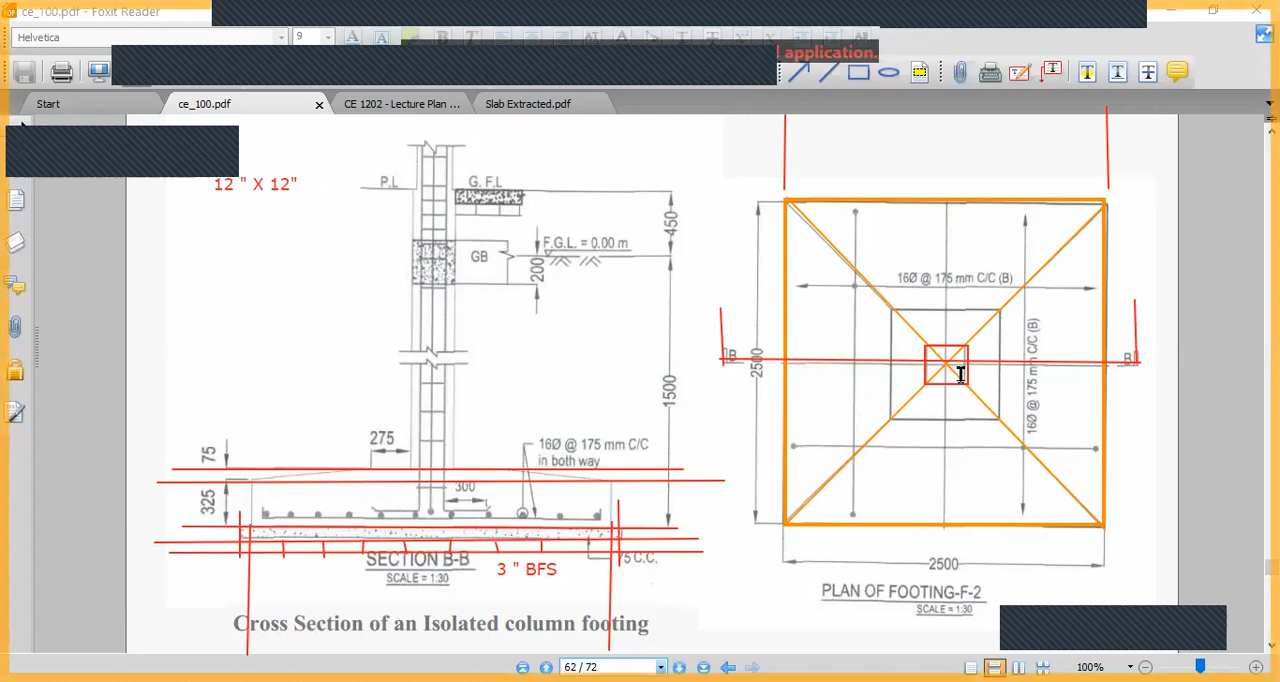 ce_100.pdf - Foxit Reader
Helvetica
9
application.
Start
ce_100.pdf
CE 1202 - Lecture Plan ...
Slab Extracted.pdf
12 " X 12"
P.L
G. F.L
450
F.G.L. = 0.00 m
GB
200
1500
275
75
16Ø @ 175 mm C/C
in both way
325
300
SECTION B-B
SCALE = 1:30
75 C.C.
3 " BFS
Cross Section of an Isolated column footing
16Ø @ 175 mm C/C (B)
16Ø @ 175 mm C/C (B)
B
B
2500
2500
PLAN OF FOOTING-F-2
SCALE = 1:30
62 / 72
100%